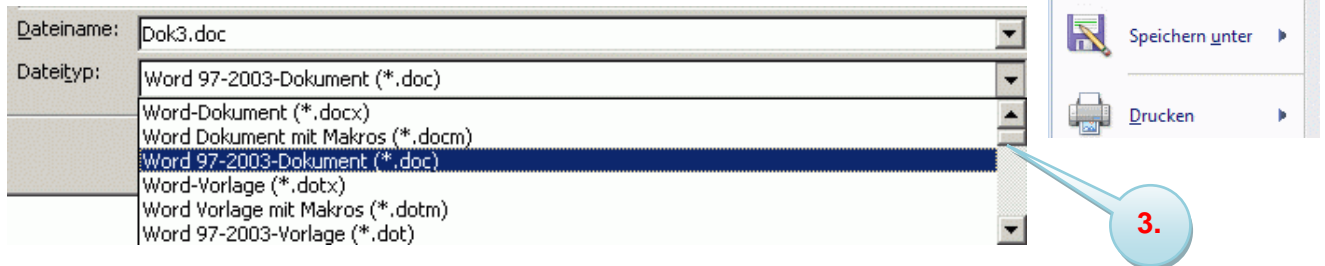 Dateiname:
Dok3.doc
Dateityp:
Word 97-2003-Dokument (*.doc)
Word-Dokument (*.docx)
Word Dokument mit Makros (*.docm)
Word 97-2003-Dokument (*.doc)
Word-Vorlage (*.dotx)
Word Vorlage mit Makros (*.dotm)
Word 97-2003-Vorlage (*.dot)
Speichern unter
Drucken
3.